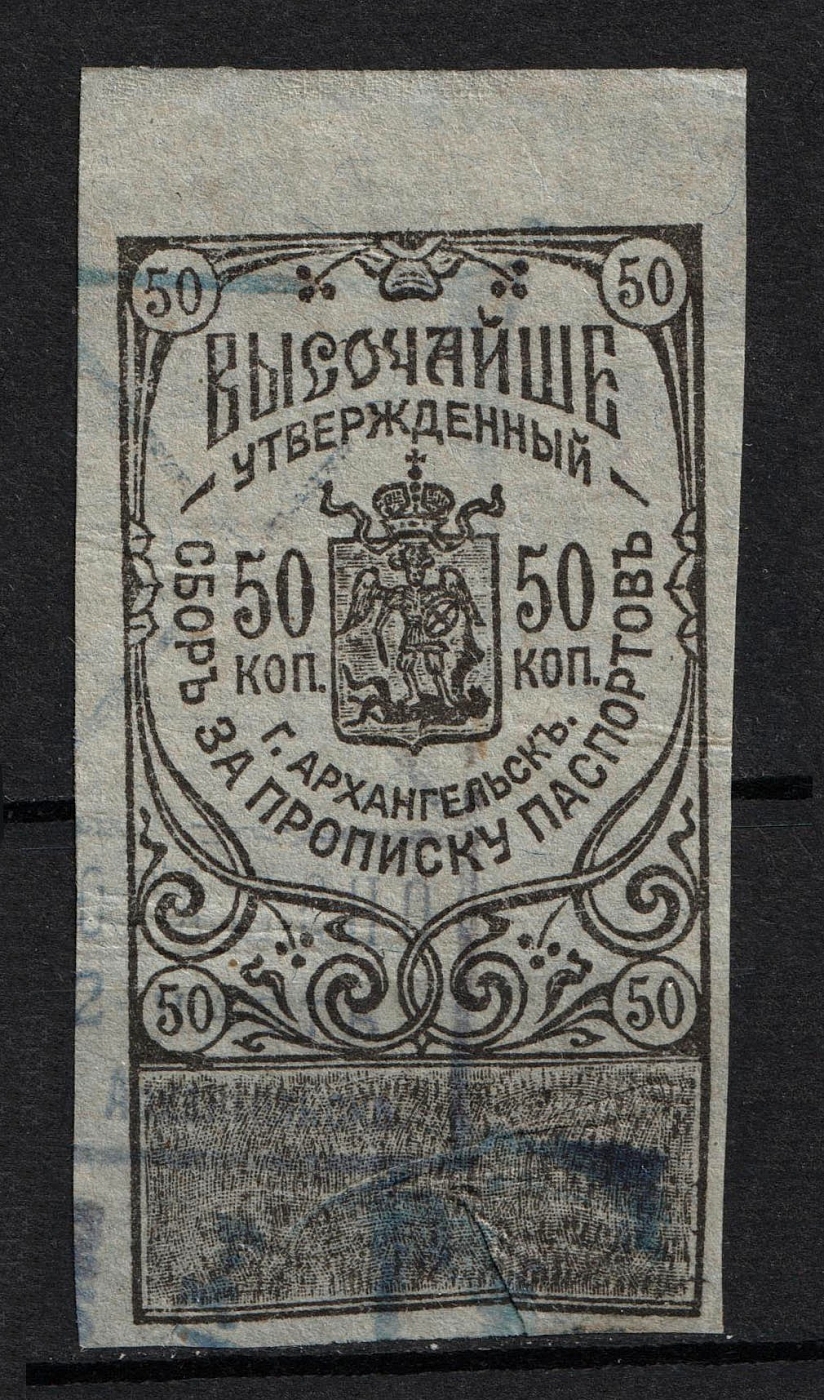 50 50
ВЫСОЧАЙШЕ
УТВЕРЖДЕННЫЙ
СБОРЪ ЗА ПРОПИСКУ ПАСПОРТОВЪ
50 50
КОП. КОП.
Г. АРХАНГЕЛЬСКЪ.
50 50